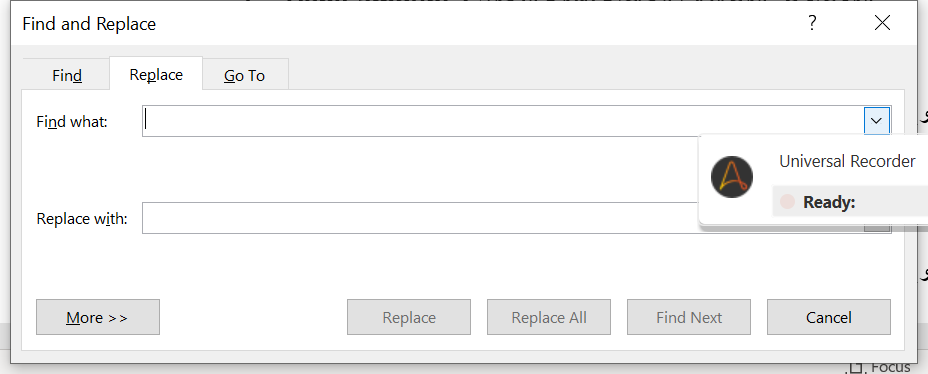 Find and Replace ? ×
Find Replace Go To
Find what:
Universal Recorder
Ready:
Replace with:
More >> Replace Replace All Find Next Cancel
Focus